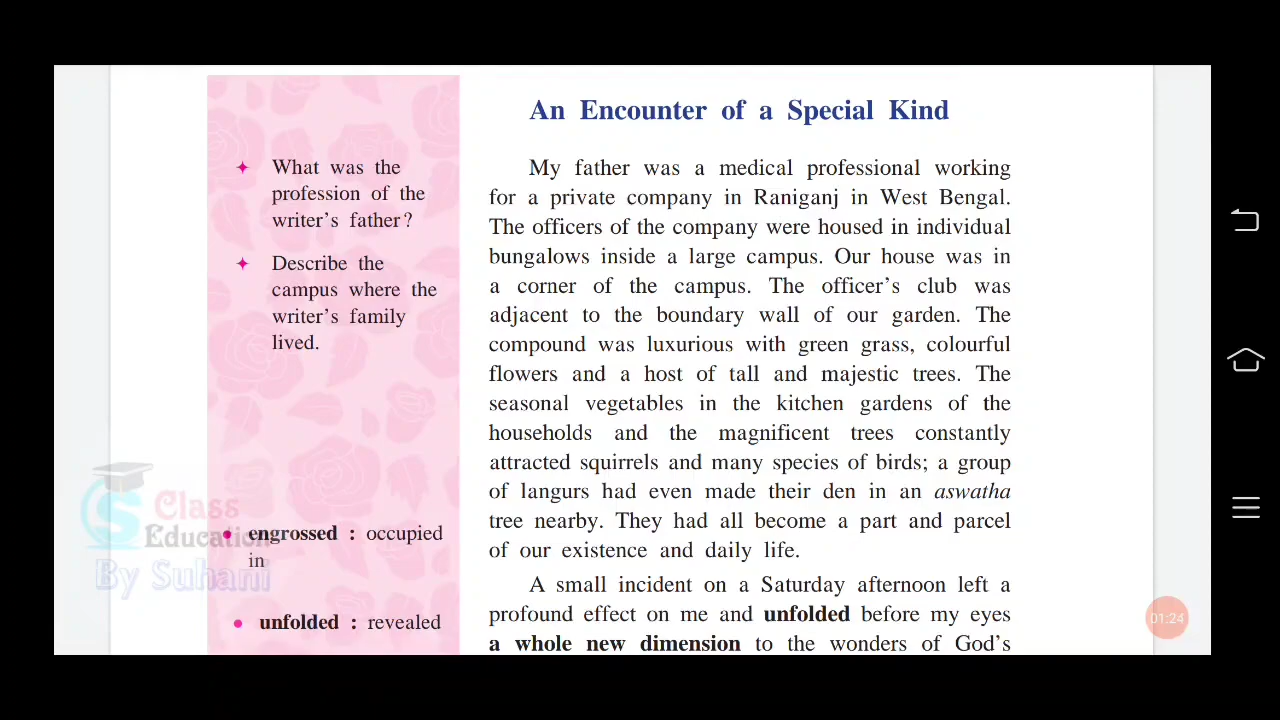 An Encounter of a Special Kind
What was the
profession of the
writer's father?
Describe the
campus where the
writer's family
lived.
engrossed : occupied
in
unfolded : revealed
My father was a medical professional working
for a private company in Raniganj in West Bengal.
The officers of the company were housed in individual
bungalows inside a large campus. Our house was in
a corner of the campus. The officer's club was
adjacent to the boundary wall of our garden. The
compound was luxurious with green grass, colourful
flowers and a host of tall and majestic trees. The
seasonal vegetables in the kitchen gardens of the
households and the magnificent trees constantly
attracted squirrels and many species of birds; a group
of langurs had even made their den in an aswatha
tree nearby. They had all become a part and parcel
of our existence and daily life.
A small incident on a Saturday afternoon left a
profound effect on me and unfolded before my eyes
a whole new dimension to the wonders of God's
Class
Education
By Suhani
01:24